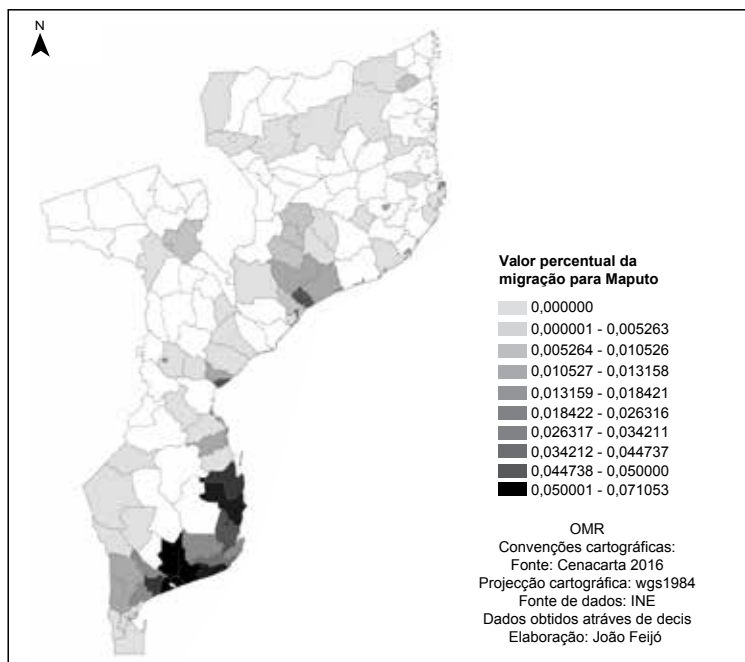 N
Valor percentual da
migração para Maputo
0,000000
0,000001 - 0,005263
0,005264 - 0,010526
0,010527 - 0,013158
0,013159 - 0,018421
0,018422 - 0,026316
0,026317 - 0,034211
0,034212 - 0,044737
0,044738 - 0,050000
0,050001 - 0,071053
OMR
Convenções cartográficas:
Fonte: Cenacarta 2016
Projecção cartográfica: wgs1984
Fonte de dados: INE
Dados obtidos atráves de decis
Elaboração: João Feijó